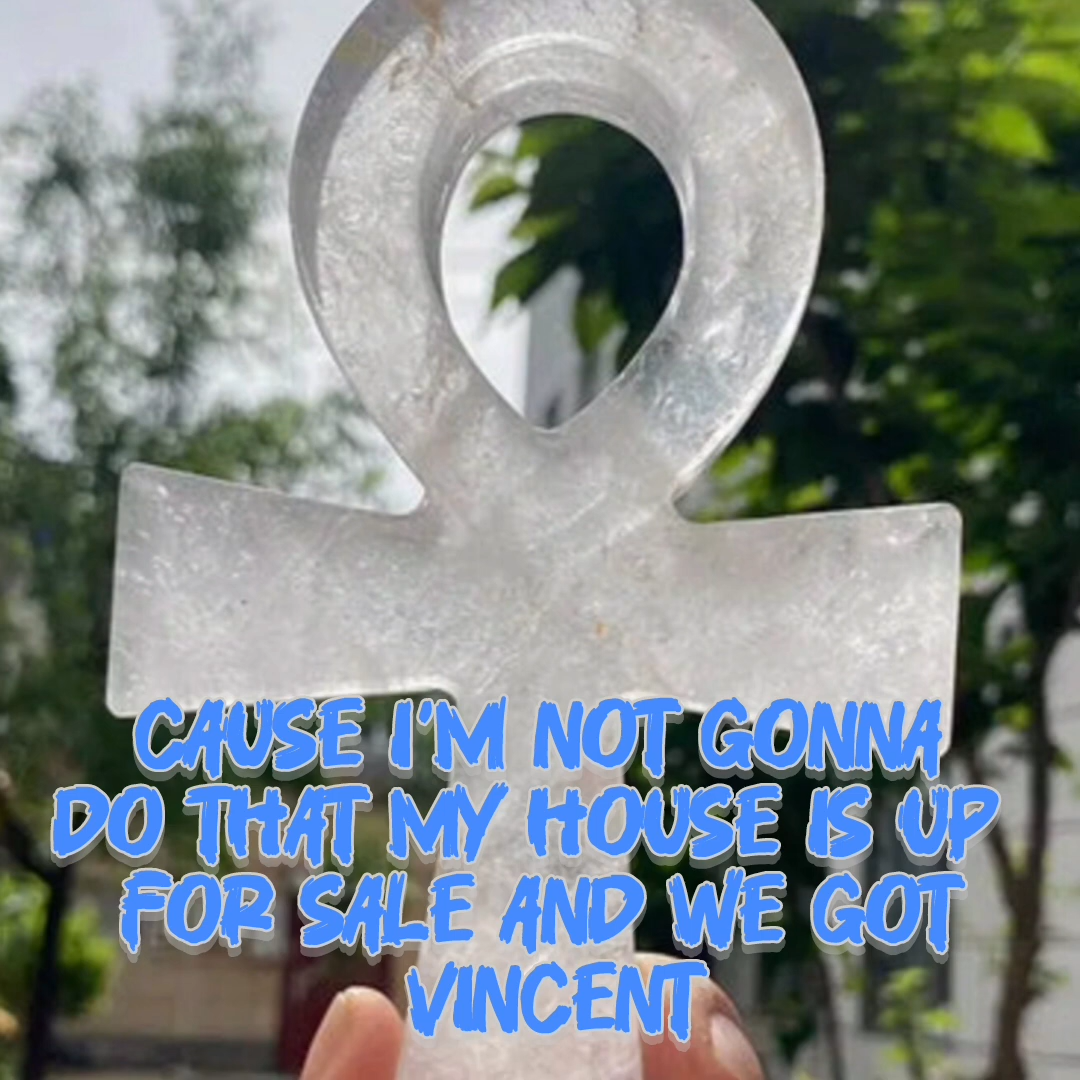 CAUSE I'M NOT GONNA
DO THAT MY HOUSE IS UP
FOR SALE AND WE GOT
VINCENT